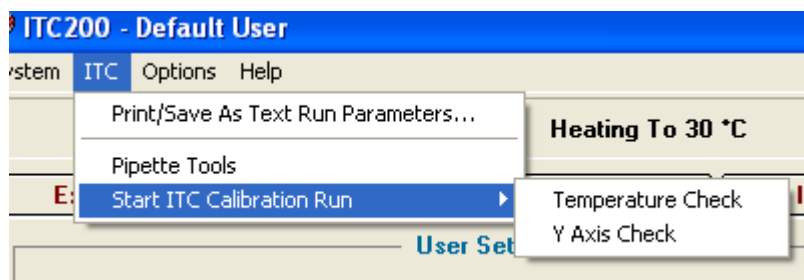 ITC200 - Default User
ystem ITC Options Help
Print/Save As Text Run Parameters...
Heating To 30 °C
Pipette Tools
Start ITC Calibration Run
Temperature Check
Y Axis Check
User Set